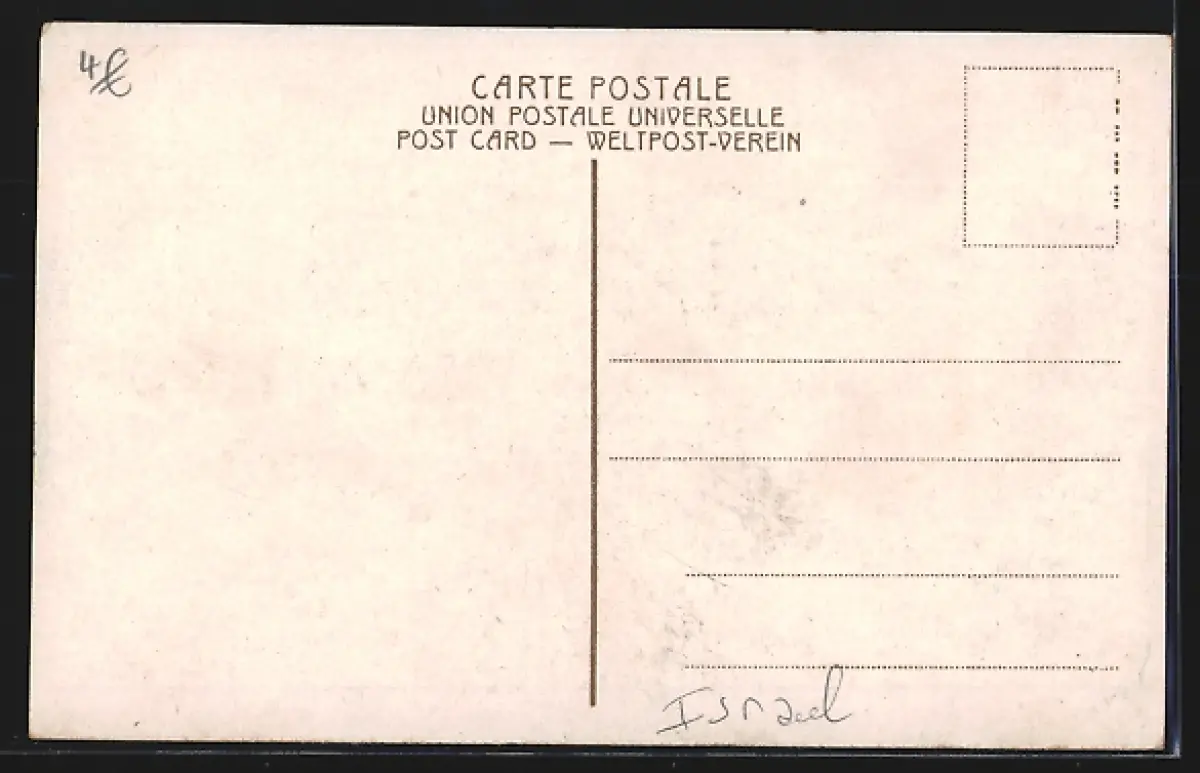 4€
CARTE POSTALE
UNION POSTALE UNIVERSELLE
POST CARD — WELTPOST-VEREIN
Israel